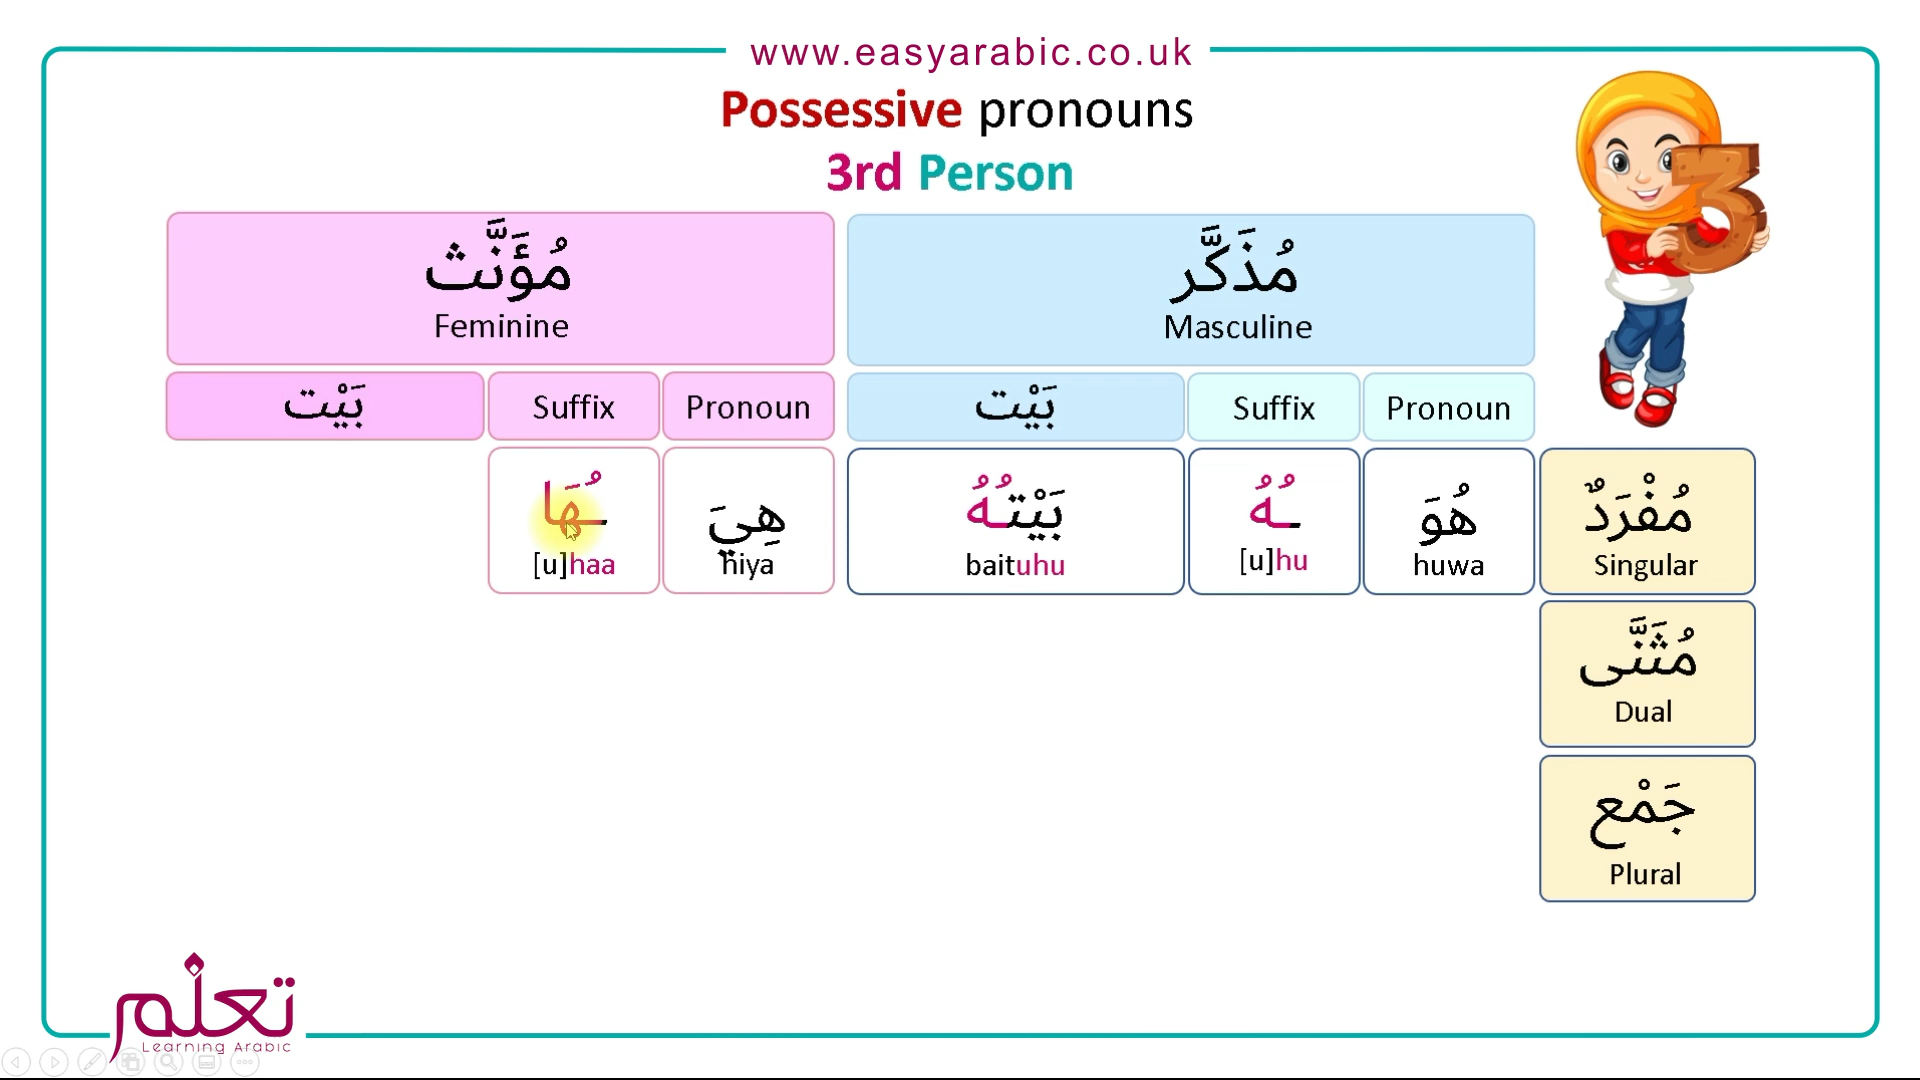 www.easyarabic.co.uk
Possessive pronouns
3rd Person
مُذَكَّر
Masculine
مُؤَنَّث
Feminine
Pronoun
Suffix
بَيْت
Pronoun
Suffix
بَيْت
مُفْرَدٌ
Singular
هُوَ
huwa
ـُهُ
[u]hu
بَيْتُـهُ
baituhu
هِيَ
hiya
ـُهَا
[u]haa
مُثَنَّى
Dual
جَمْع
Plural
3
تعلم
Learning Arabic